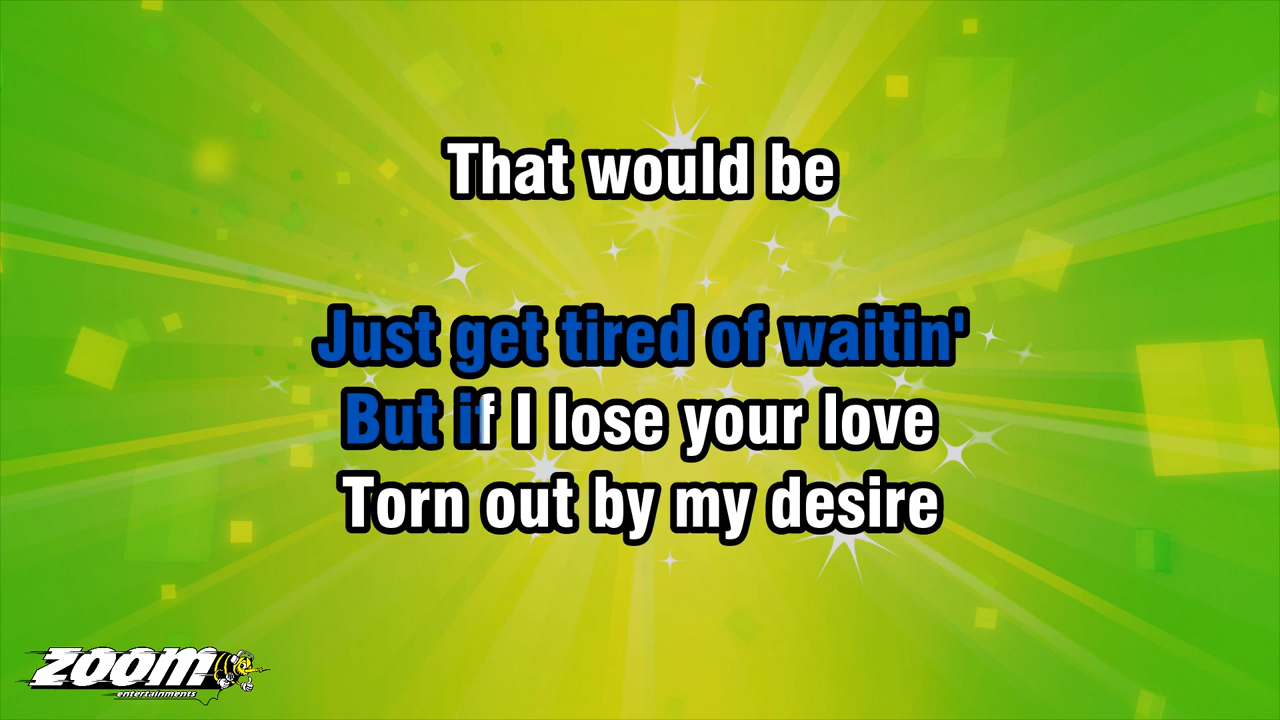 That would be
Just get tired of waitin'
But if I lose your love
Torn out by my desire
zoom
entertainments